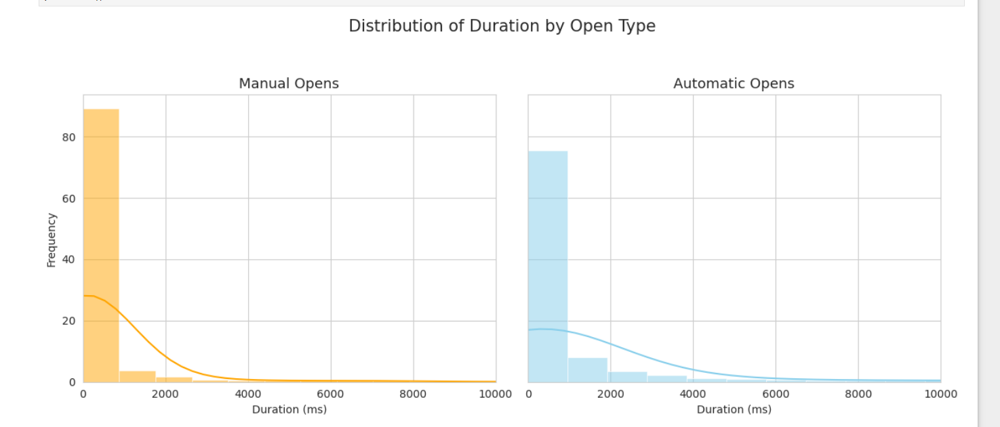 Distribution of Duration by Open Type
Manual Opens
Automatic Opens
Frequency
80
60
40
20
0
0 2000 4000 6000 8000 10000
0 2000 4000 6000 8000 10000
Duration (ms)
Duration (ms)